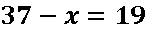 37 − x = 19